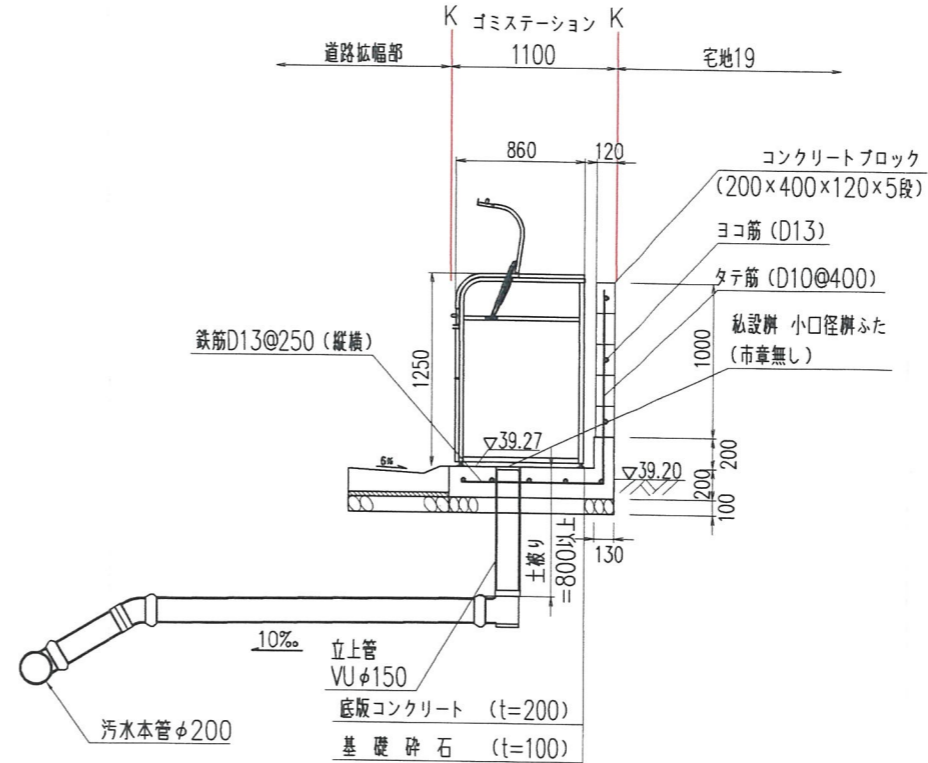 K ゴミステーション K
道路拡幅部 1100 宅地19
860 120
コンクリートブロック
(200×400×120×5段)
ヨコ筋(D13)
タテ筋(D10@400)
私設桝 小口径桝ふた
(市章無し)
鉄筋D13@250(縦横)
1250
1000
▽39.27
200
6%
▽39.20
200
100
130
土被り
=800以上
10‰
立上管
VUφ150
底版コンクリート (t=200)
基礎砕石 (t=100)
汚水本管φ200